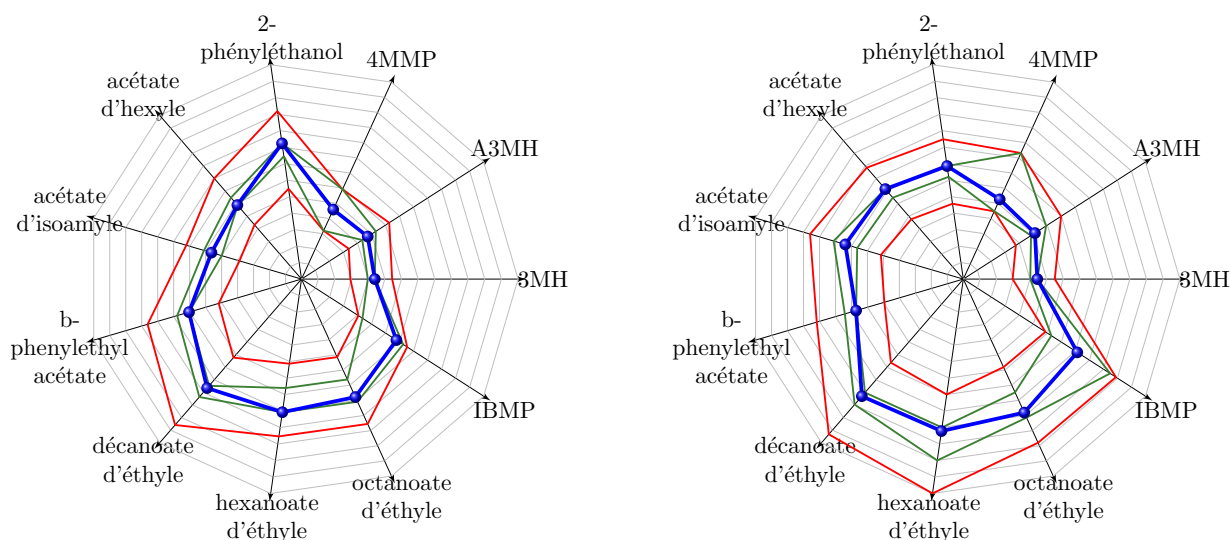 2-
phényléthanol
4MMP
acétate
d'hexyle
A3MH
acétate
d'isoamyle
3MH
b-
phenylethyl
acétate
IBMP
décanoate
d'éthyle
octanoate
d'éthyle
hexanoate
d'éthyle
2-
phényléthanol
4MMP
acétate
d'hexyle
A3MH
acétate
d'isoamyle
3MH
b-
phenylethyl
acétate
IBMP
décanoate
d'éthyle
octanoate
d'éthyle
hexanoate
d'éthyle